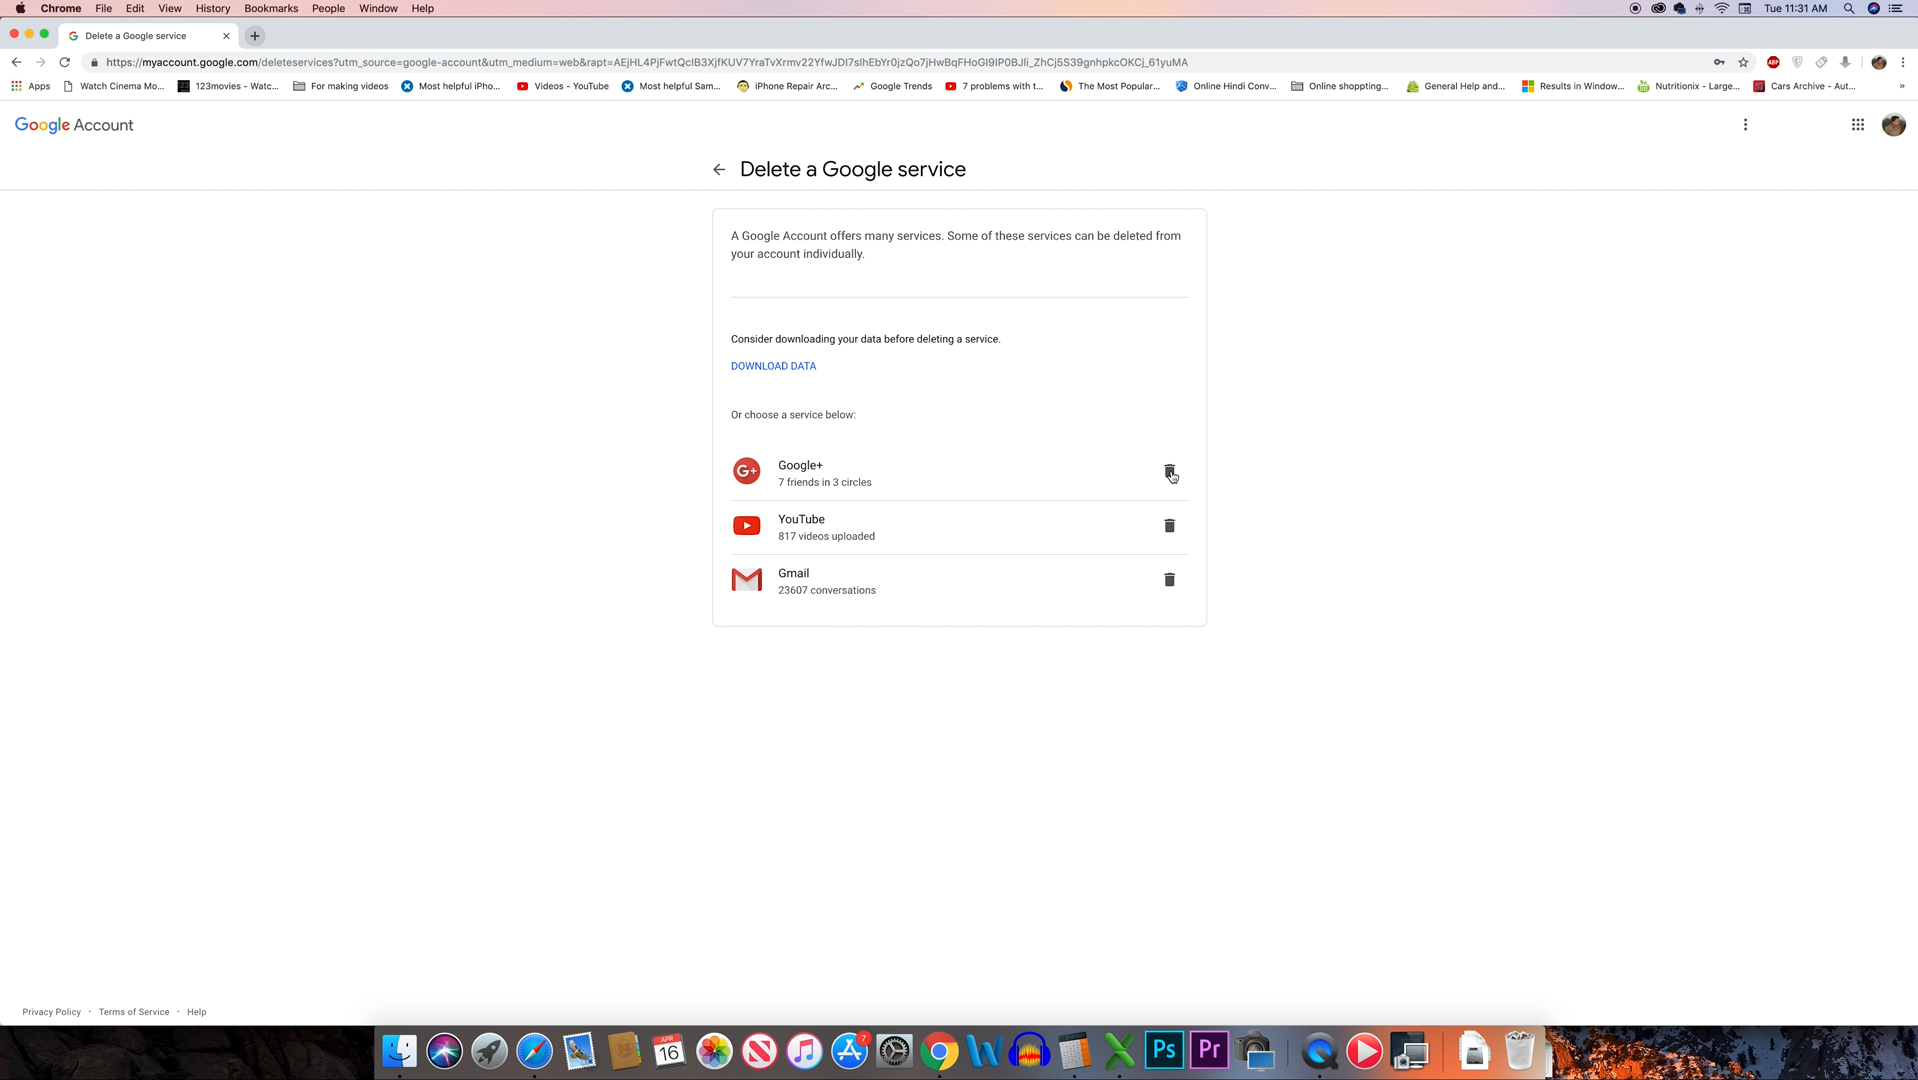 Chrome File Edit View History Bookmarks People Window Help Tue 11:31 AM
Delete a Google service
https://myaccount.google.com/deleteservices?utm_source=google-account&utm_medium=web&rapt=
Apps Watch Cinema Mo... 123movies - Watc... For making videos Most helpful iPho... Videos - YouTube Most helpful Sam... iPhone Repair Arc... Google Trends 7 problems with t... The Most Popular... Online Hindi Conv... Online shoppting... General Help and... Results in Window... Nutritionix - Large... Cars Archive - Aut... »
Google Account
Delete a Google service
A Google Account offers many services. Some of these services can be deleted from
your account individually.
Consider downloading your data before deleting a service.
DOWNLOAD DATA
Or choose a service below:
G+ Google+
7 friends in 3 circles
YouTube
817 videos uploaded
Gmail
23607 conversations
Privacy Policy · Terms of Service · Help
APR
16
7
Ps
Pr